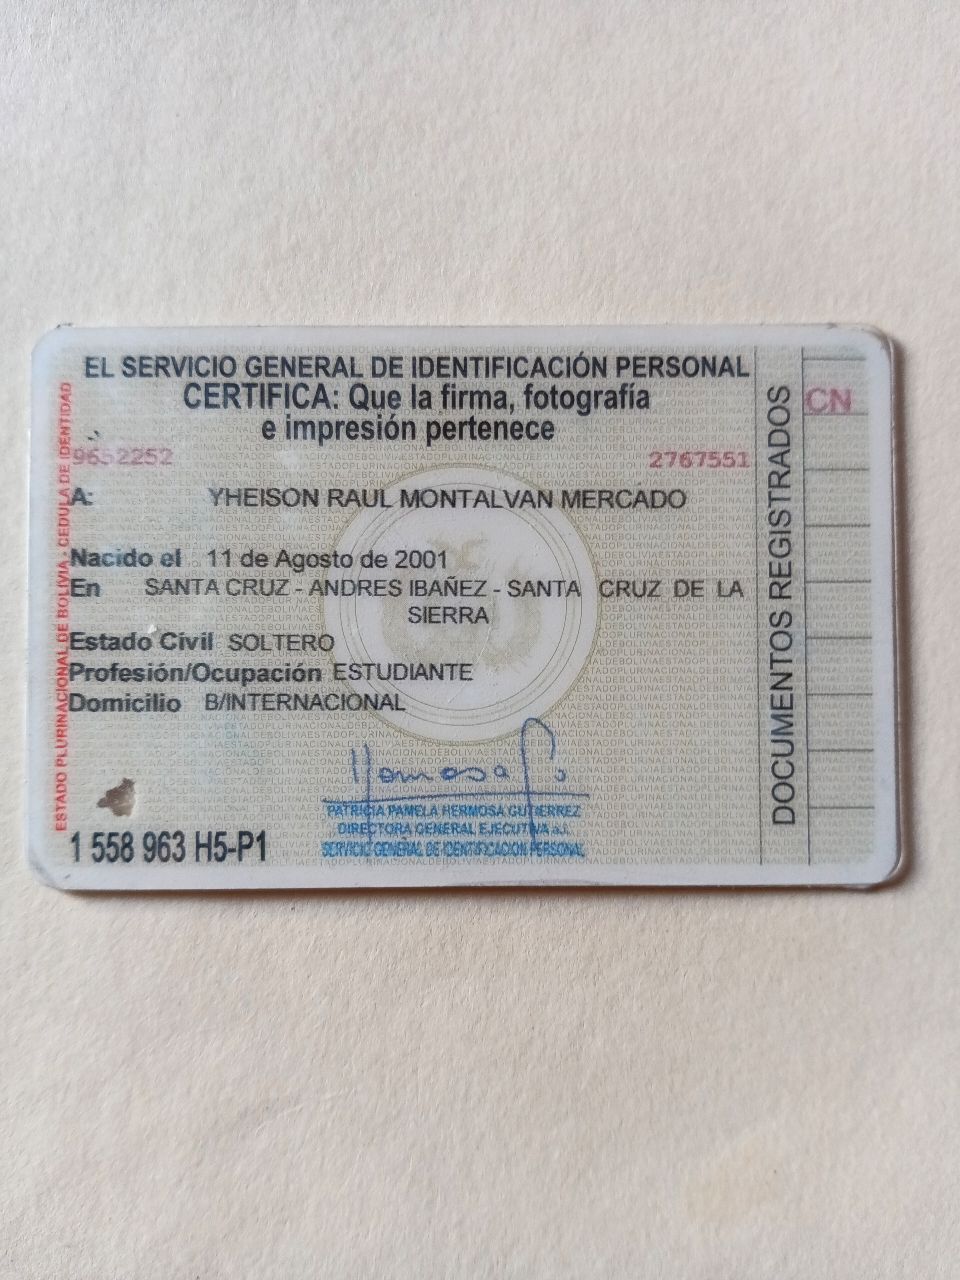 EL SERVICIO GENERAL DE IDENTIFICACIÓN PERSONAL
CERTIFICA: Que la firma, fotografía
e impresión pertenece
9652252 2767551
A: YHEISON RAUL MONTALVAN MERCADO
Nacido el 11 de Agosto de 2001
En SANTA CRUZ - ANDRES IBAÑEZ - SANTA CRUZ DE LA
SIERRA
Estado Civil SOLTERO
Profesión/Ocupación ESTUDIANTE
Domicilio B/INTERNACIONAL
Hermosa
PATRICIA PAMELA HERMOSA GUTIERREZ
DIRECTORA GENERAL EJECUTIVA a.i.
SERVICIO GENERAL DE IDENTIFICACION PERSONAL
1 558 963 H5-P1
ESTADO PLURINACIONAL DE BOLIVIA - CEDULA DE IDENTIDAD
DOCUMENTOS REGISTRADOS
CN